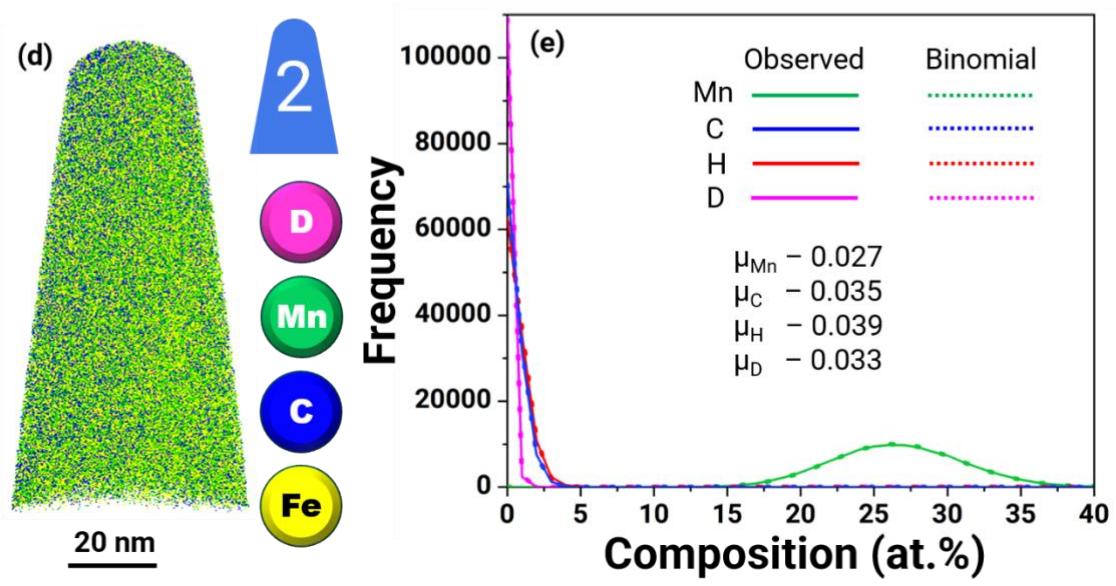 (d)
2
D
Mn
C
Fe
20 nm
(e)
Observed Binomial
Mn
C
H
D
μMn – 0.027
μC – 0.035
μH – 0.039
μD – 0.033
Frequency
100000
80000
60000
40000
20000
0
0 5 10 15 20 25 30 35 40
Composition (at.%)